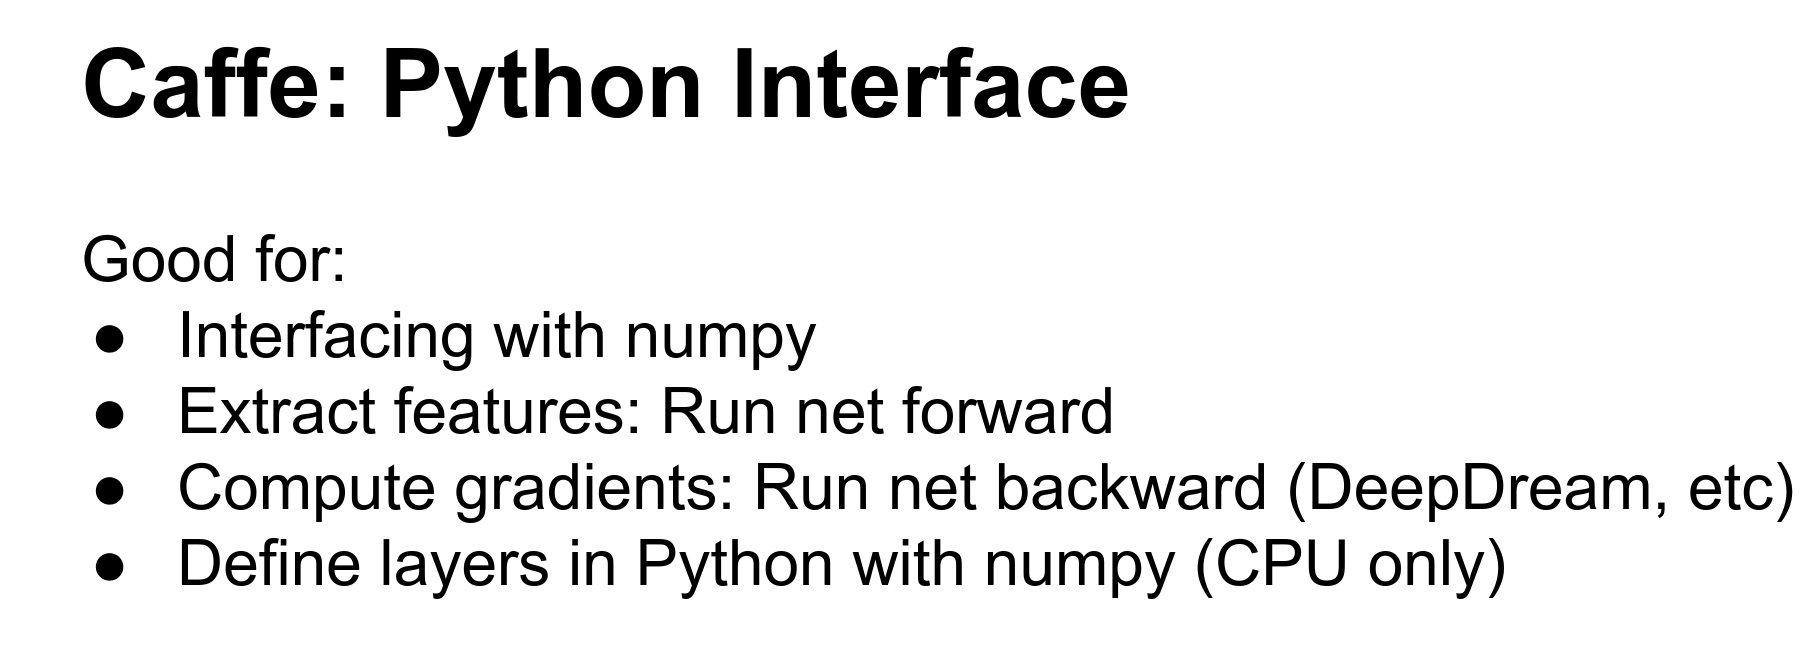 Caffe: Python Interface
Good for:
● Interfacing with numpy
● Extract features: Run net forward
● Compute gradients: Run net backward (DeepDream, etc)
● Define layers in Python with numpy (CPU only)